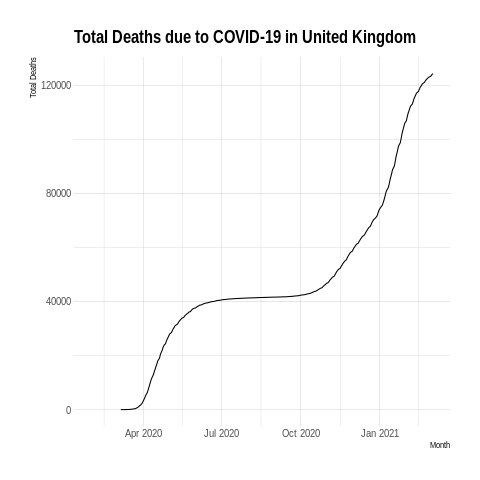 Total Deaths due to COVID-19 in United Kingdom
Total Deaths
120000
80000
40000
0
Apr 2020 Jul 2020 Oct 2020 Jan 2021
Month